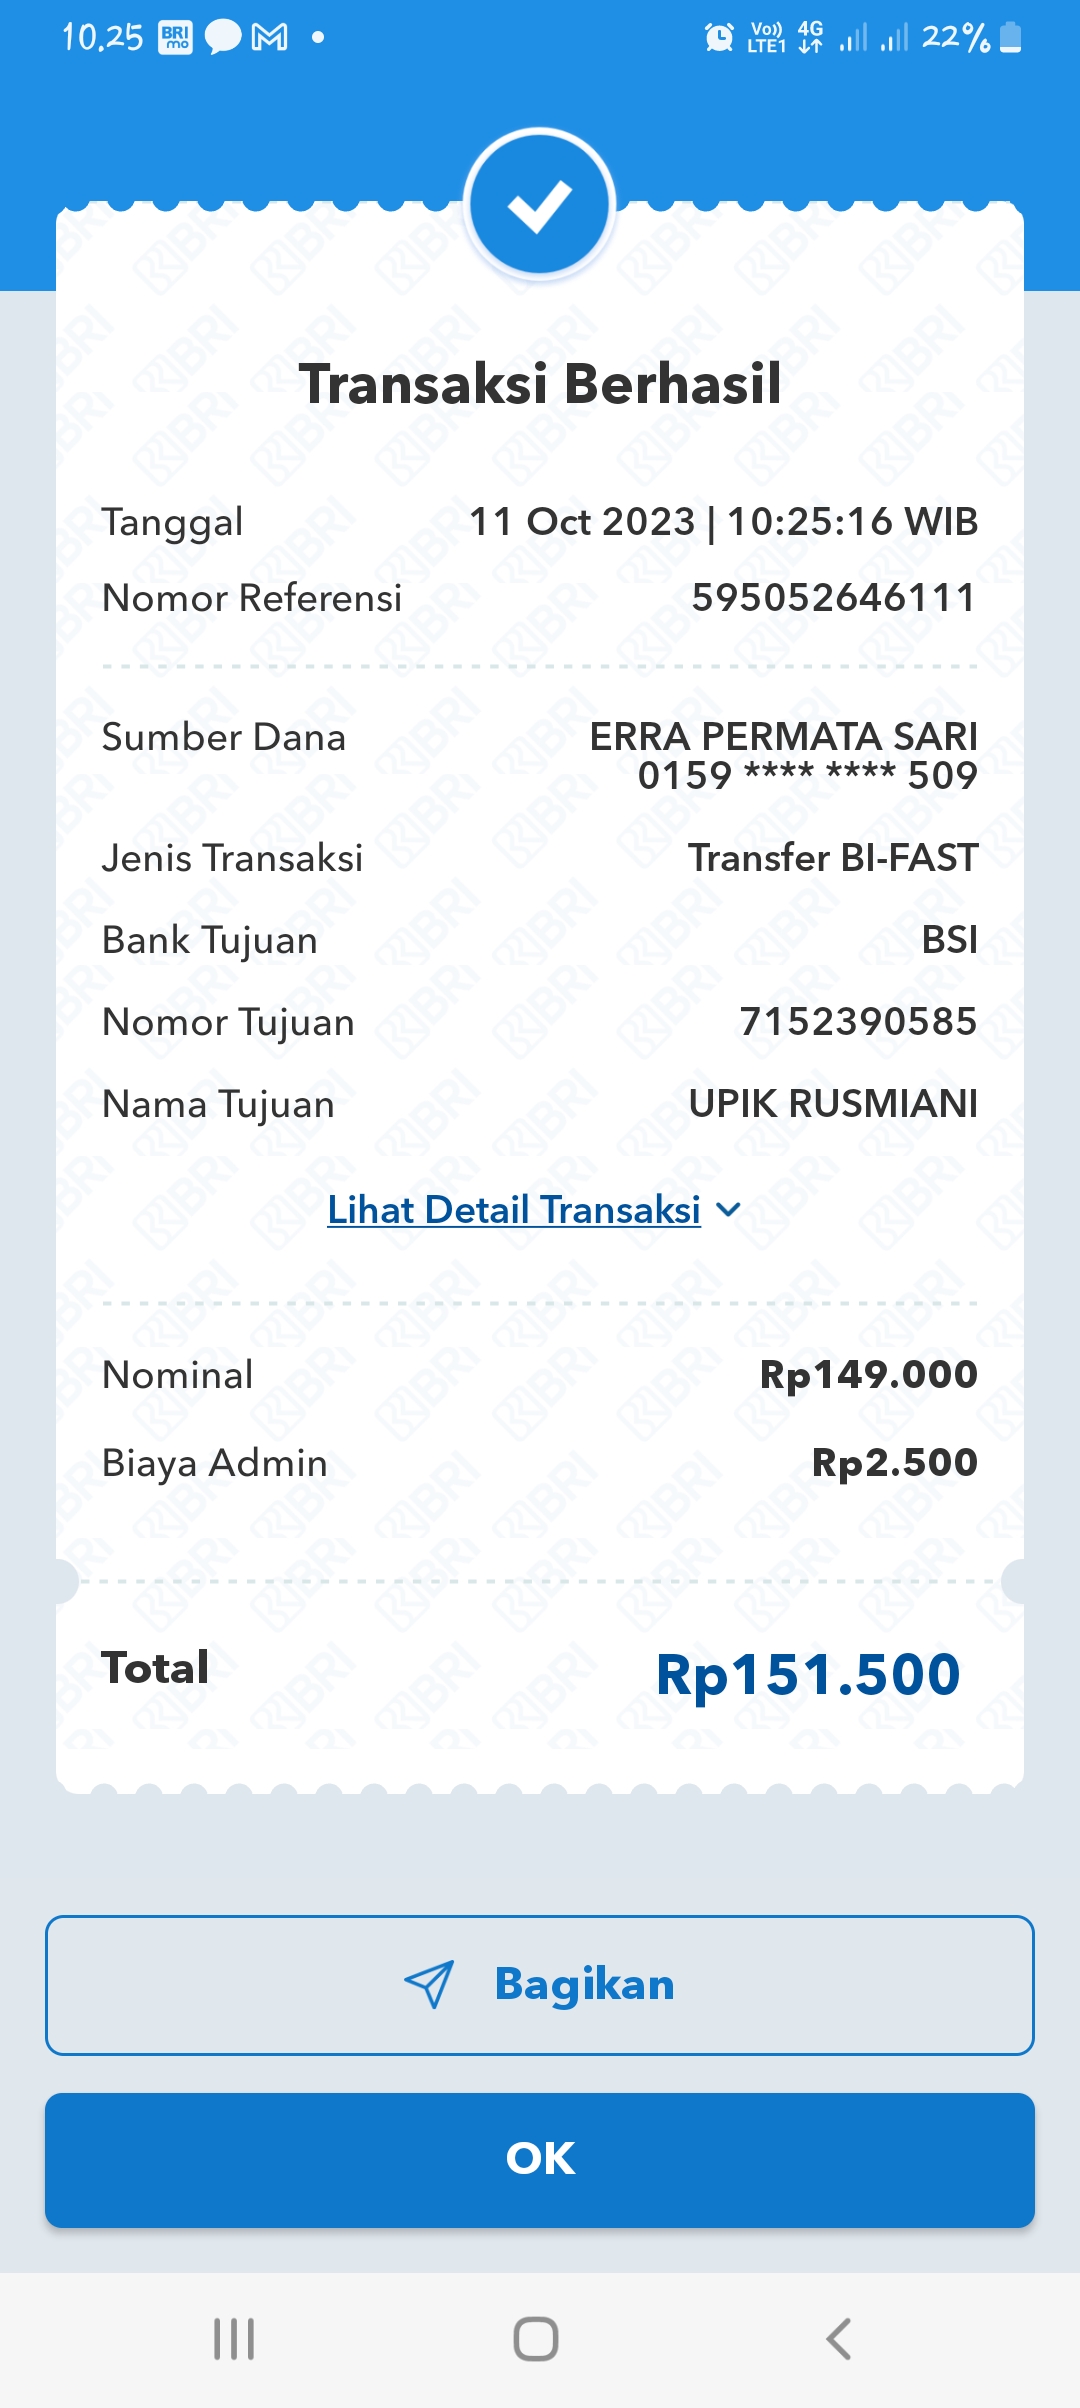 10.25 BRI mo Vo)) LTE1 4G 22%
Transaksi Berhasil
Tanggal 11 Oct 2023 | 10:25:16 WIB
Nomor Referensi 595052646111
Sumber Dana ERRA PERMATA SARI
0159 **** **** 509
Jenis Transaksi Transfer BI-FAST
Bank Tujuan BSI
Nomor Tujuan 7152390585
Nama Tujuan UPIK RUSMIANI
Lihat Detail Transaksi
Nominal Rp149.000
Biaya Admin Rp2.500
Total Rp151.500
Bagikan
OK